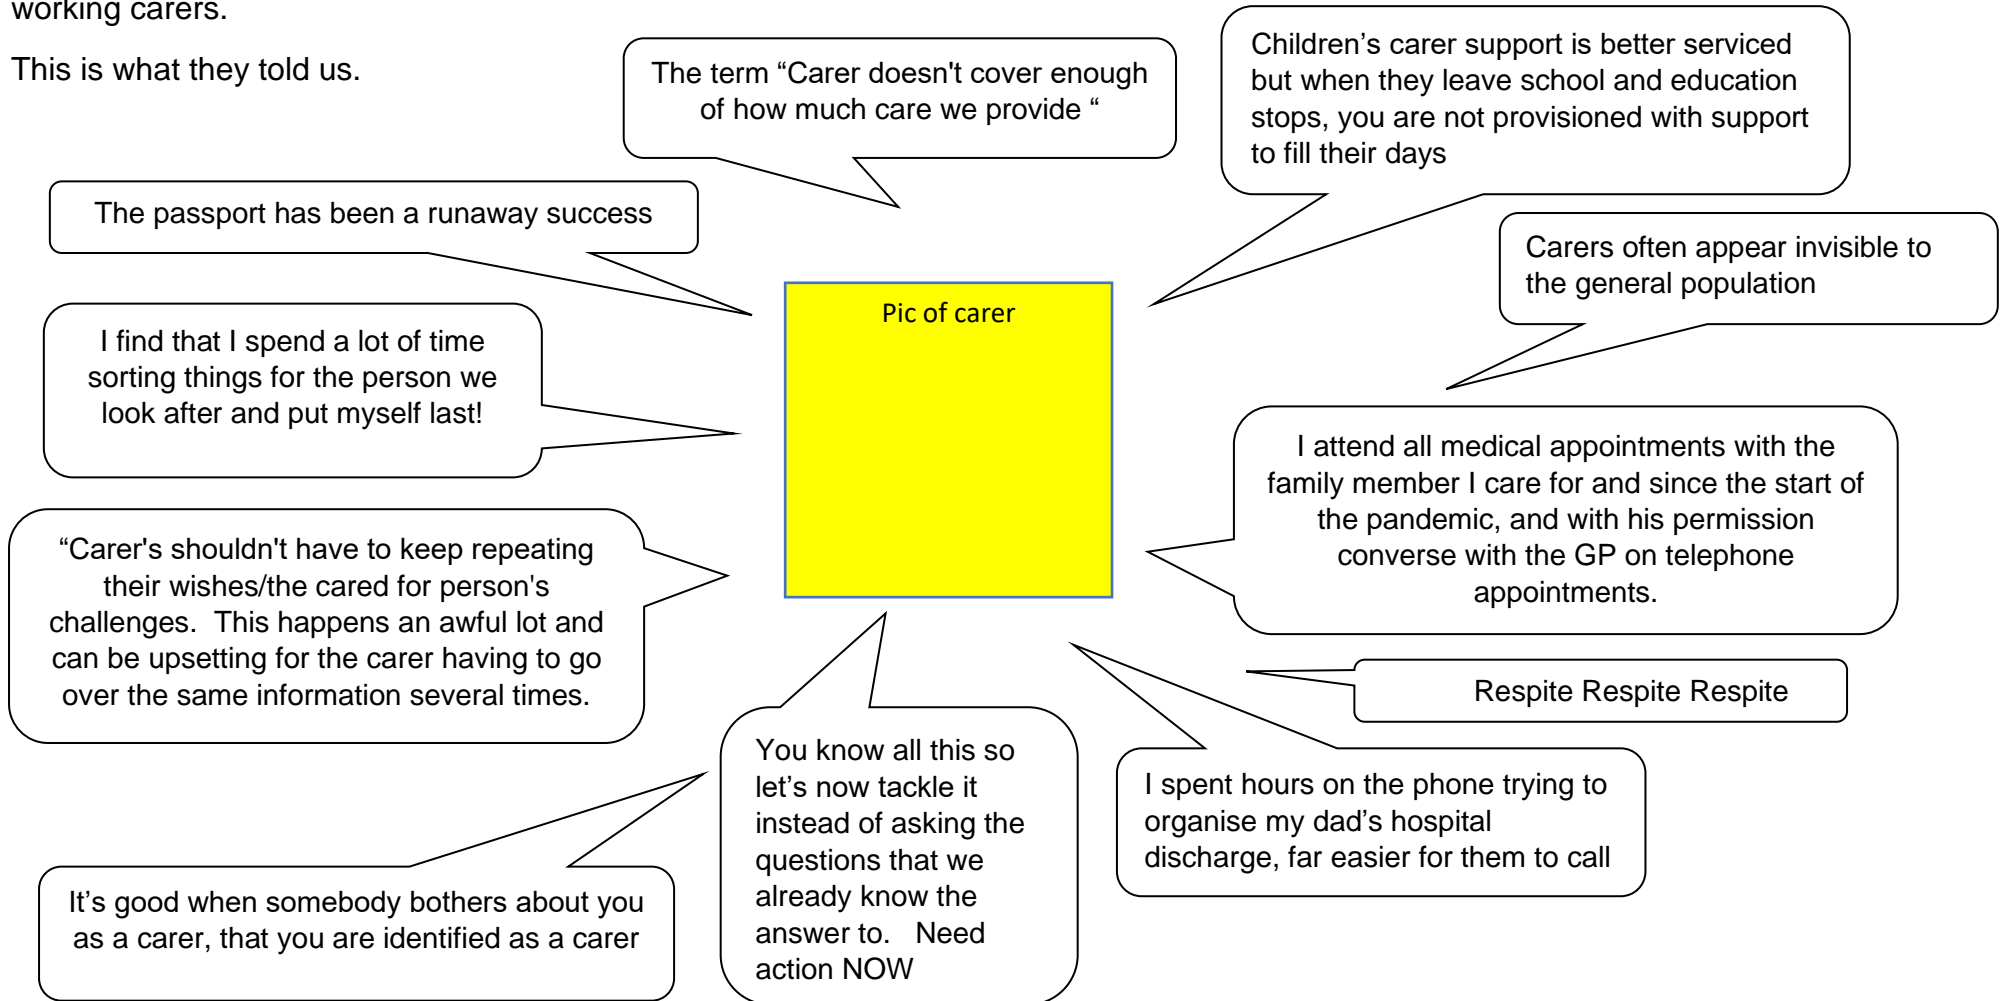 working carers.
This is what they told us.
The term “Carer doesn't cover enough
of how much care we provide “
Children’s carer support is better serviced
but when they leave school and education
stops, you are not provisioned with support
to fill their days
The passport has been a runaway success
Carers often appear invisible to
the general population
Pic of carer
I find that I spend a lot of time
sorting things for the person we
look after and put myself last!
I attend all medical appointments with the
family member I care for and since the start of
the pandemic, and with his permission
converse with the GP on telephone
appointments.
“Carer's shouldn't have to keep repeating
their wishes/the cared for person's
challenges.  This happens an awful lot and
can be upsetting for the carer having to go
over the same information several times.
Respite Respite Respite
You know all this so
let’s now tackle it
instead of asking the
questions that we
already know the
answer to.   Need
action NOW
I spent hours on the phone trying to
organise my dad’s hospital
discharge, far easier for them to call
It’s good when somebody bothers about you
as a carer, that you are identified as a carer